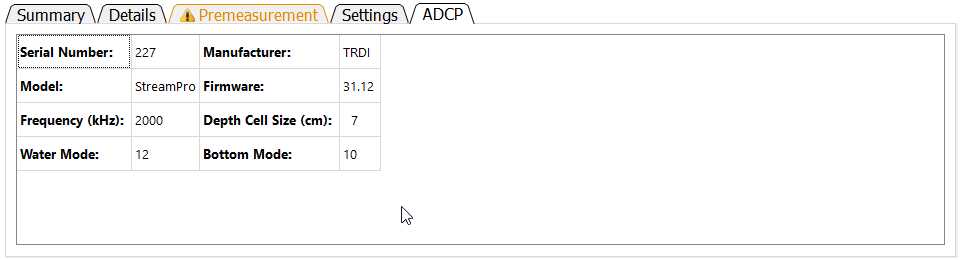 Summary Details Premeasurement Settings ADCP
Serial Number: 227 Manufacturer: TRDI
Model: StreamPro Firmware: 31.12
Frequency (kHz): 2000 Depth Cell Size (cm): 7
Water Mode: 12 Bottom Mode: 10